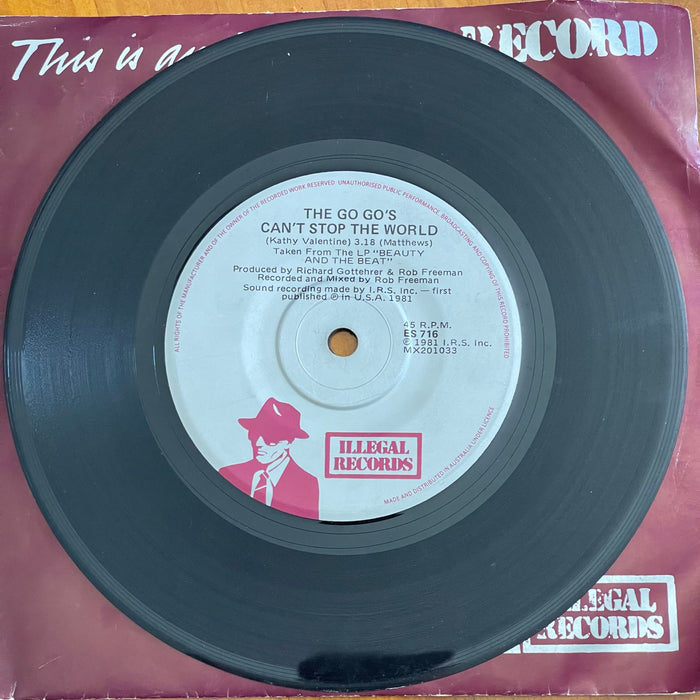 This is
RECORD
ALL RIGHTS OF THE MANUFACTURER AND OF THE OWNER OF THE RECORDED WORK RESERVED UNAUTHORISED PUBLIC PERFORMANCE, BROADCASTING AND COPYING OF THIS RECORD PROHIBITED
THE GO GO'S
CAN'T STOP THE WORLD
(Kathy Valentine) 3.18 (Matthews)
Taken From The LP "BEAUTY
AND THE BEAT"
Produced by Richard Gottehrer & Rob Freeman
Recorded and Mixed by Rob Freeman
Sound recording made by I.R.S. Inc. — first
published ℗ in U.S.A. 1981
45 R.P.M.
ES 716
℗ 1981 I.R.S. Inc.
MX201033
ILLEGAL
RECORDS
MADE AND DISTRIBUTED IN AUSTRALIA UNDER LICENCE
ILLEGAL
RECORDS